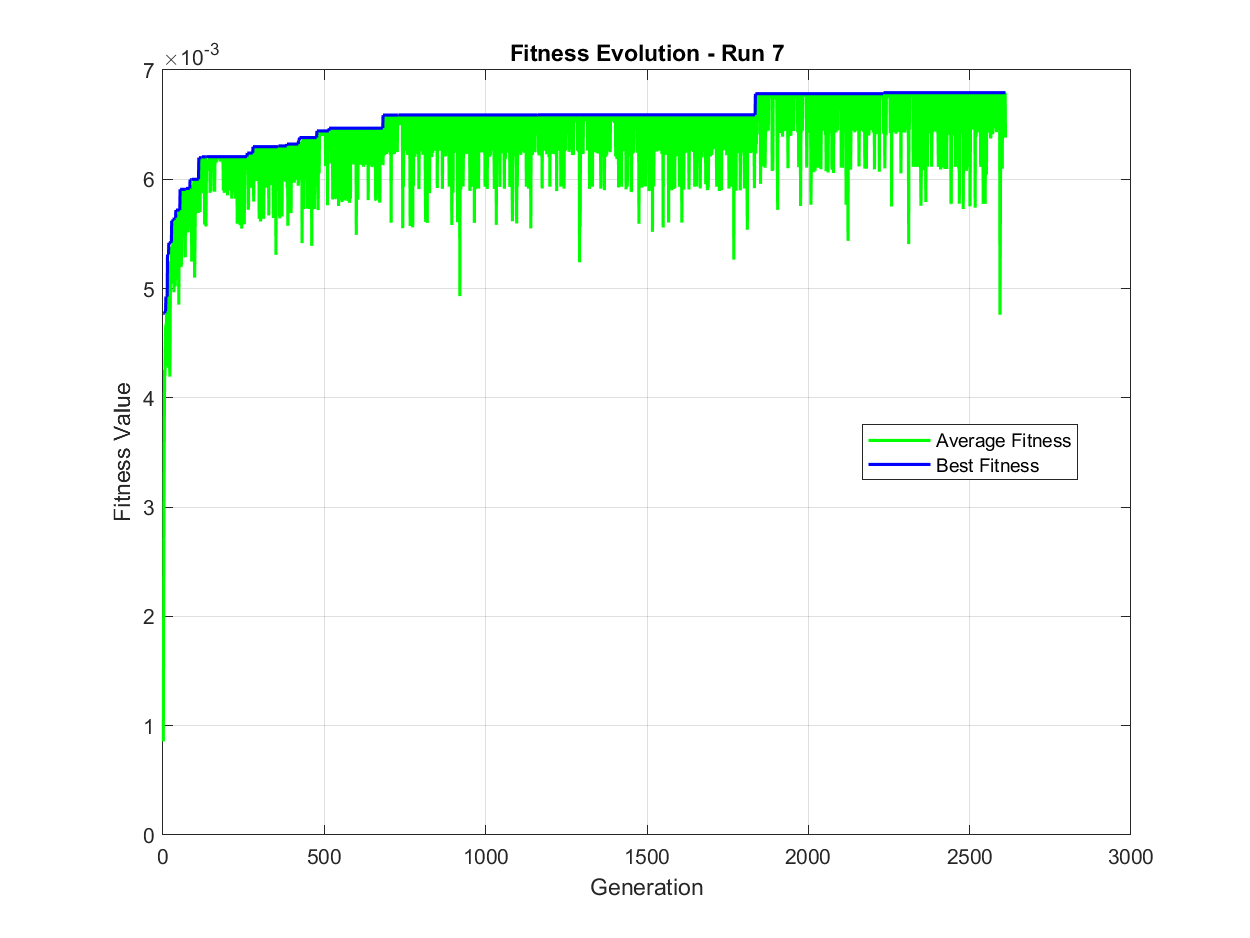 Fitness Evolution - Run 7
×10-3
7
6
5
4
3
2
1
0
Fitness Value
Average Fitness
Best Fitness
0 500 1000 1500 2000 2500 3000
Generation